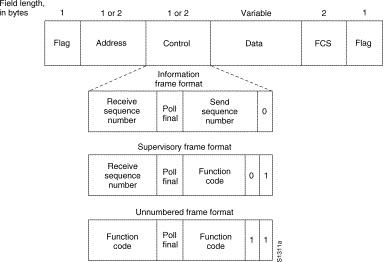 Field length,
in bytes
1
1 or 2
1 or 2
Variable
2
1
Flag
Address
Control
Data
FCS
Flag
Information
frame format
Receive
sequence
number
Poll
final
Send
sequence
number
0
Supervisory frame format
Receive
sequence
number
Poll
final
Function
code
0
1
Unnumbered frame format
Function
code
Poll
final
Function
code
1
1
S1311a